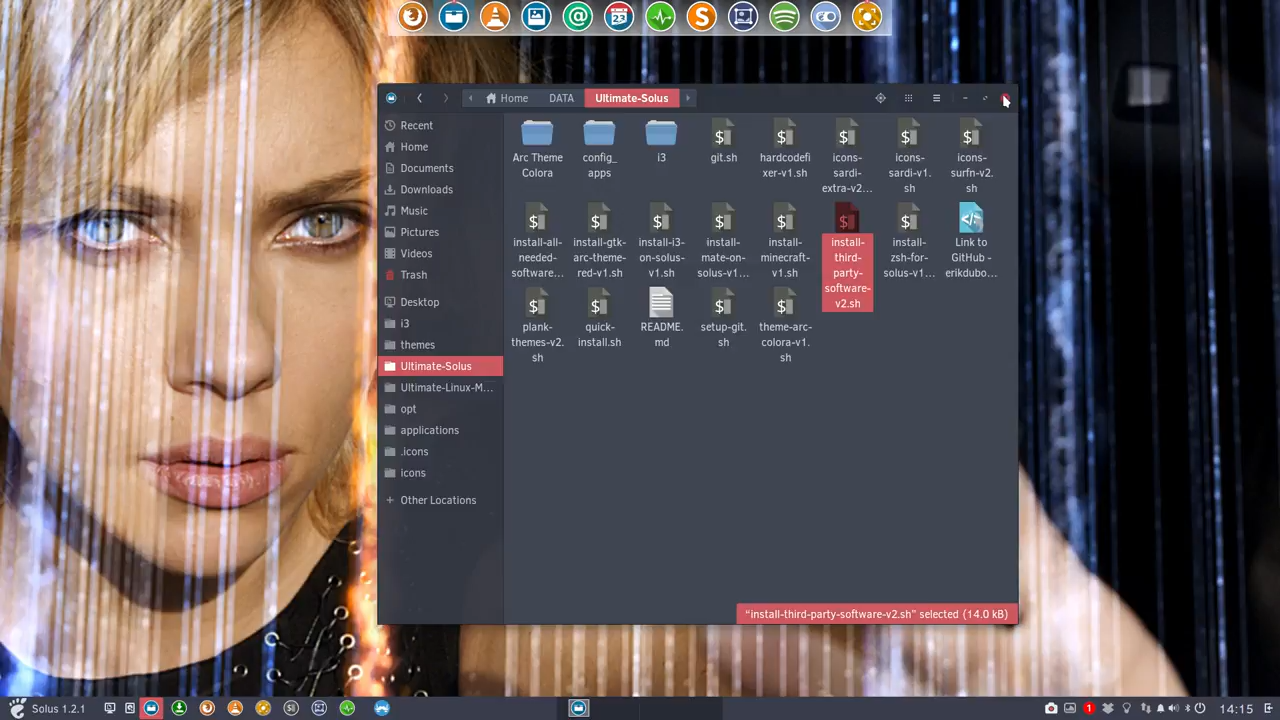 23
S
Home
DATA
Ultimate-Solus
Recent
Home
Documents
Downloads
Music
Pictures
Videos
Trash
Desktop
i3
themes
Ultimate-Solus
Ultimate-Linux-M...
opt
applications
.icons
icons
+ Other Locations
Arc Theme
Colora
config_
apps
i3
$
git.sh
$
hardcodefi
xer-v1.sh
$
icons-
sardi-
extra-v2...
$
icons-
sardi-v1.
sh
$
icons-
surfn-v2.
sh
$
install-all-
needed-
software...
$
install-gtk-
arc-theme-
red-v1.sh
$
install-i3-
on-solus-
v1.sh
$
install-
mate-on-
solus-v1...
$
install-
minecraft-
v1.sh
$
install-
third-
party-
software-
v2.sh
$
install-
zsh-for-
solus-v1...
</>
Link to
GitHub -
erikdubo...
$
plank-
themes-v2.
sh
$
quick-
install.sh
README.
md
$
setup-git.
sh
$
theme-arc-
colora-v1.
sh
"install-third-party-software-v2.sh" selected (14.0 kB)
Solus 1.2.1
1
14:15